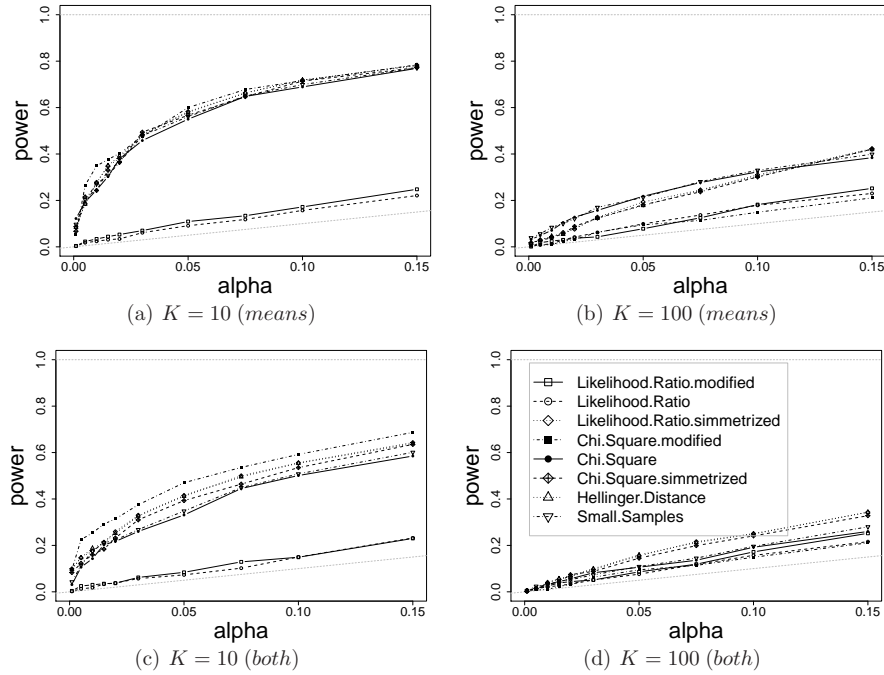 power
0.0 0.2 0.4 0.6 0.8 1.0
0.00 0.05 0.10 0.15
alpha
(a) K = 10 (means)
power
0.0 0.2 0.4 0.6 0.8 1.0
0.00 0.05 0.10 0.15
alpha
(b) K = 100 (means)
power
0.0 0.2 0.4 0.6 0.8 1.0
0.00 0.05 0.10 0.15
alpha
(c) K = 10 (both)
power
0.0 0.2 0.4 0.6 0.8 1.0
Likelihood.Ratio.modified
Likelihood.Ratio
Likelihood.Ratio.simmetrized
Chi.Square.modified
Chi.Square
Chi.Square.simmetrized
Hellinger.Distance
Small.Samples
0.00 0.05 0.10 0.15
alpha
(d) K = 100 (both)